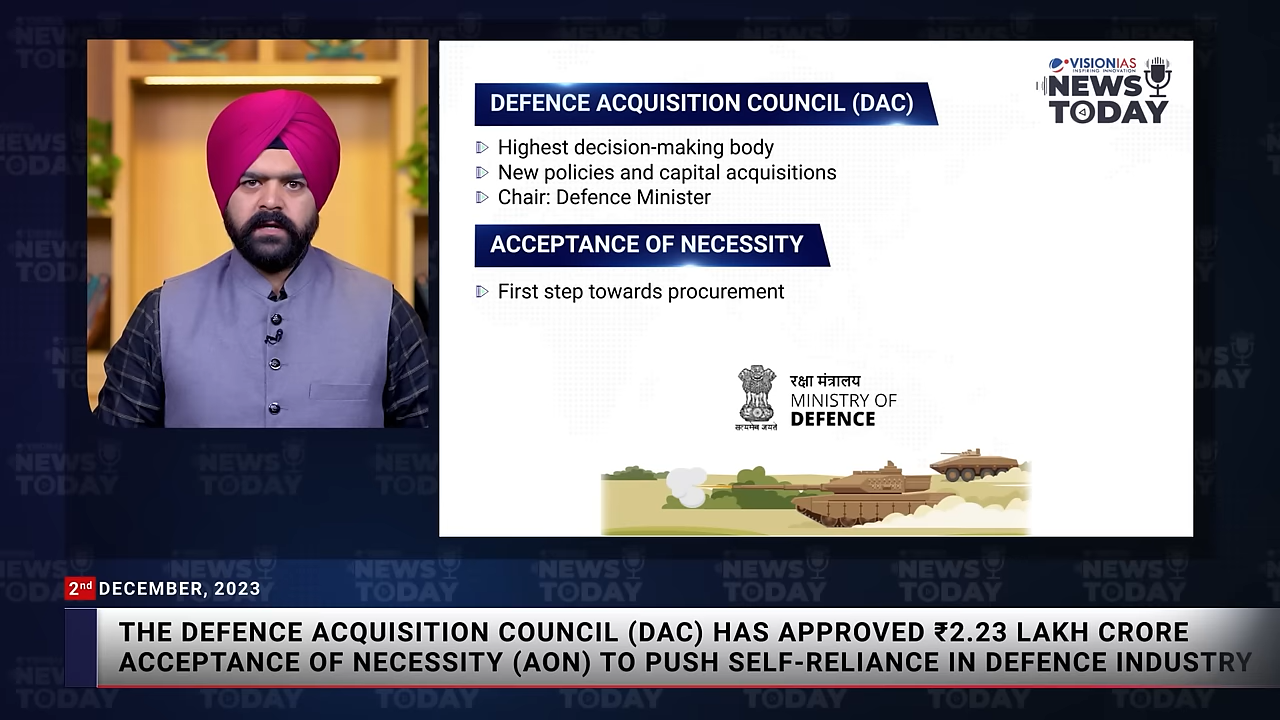 VISIONIAS
INSPIRING INNOVATION
NEWS
TODAY
DEFENCE ACQUISITION COUNCIL (DAC)
Highest decision-making body
New policies and capital acquisitions
Chair: Defence Minister
ACCEPTANCE OF NECESSITY
First step towards procurement
रक्षा मंत्रालय
MINISTRY OF
DEFENCE
सत्यमेव जयते
2nd DECEMBER, 2023
THE DEFENCE ACQUISITION COUNCIL (DAC) HAS APPROVED ₹2.23 LAKH CRORE
ACCEPTANCE OF NECESSITY (AON) TO PUSH SELF-RELIANCE IN DEFENCE INDUSTRY